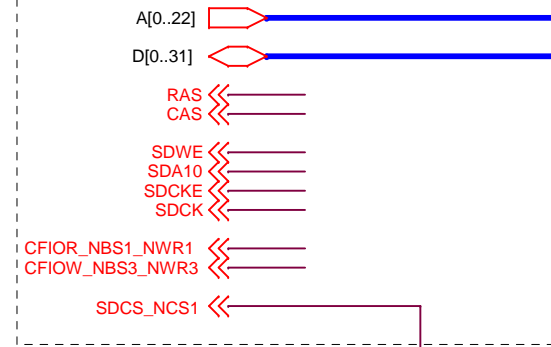 A[0..22]
D[0..31]
RAS
CAS
SDWE
SDA10
SDCKE
SDCK
CFIOR_NBS1_NWR1
CFIOW_NBS3_NWR3
SDCS_NCS1